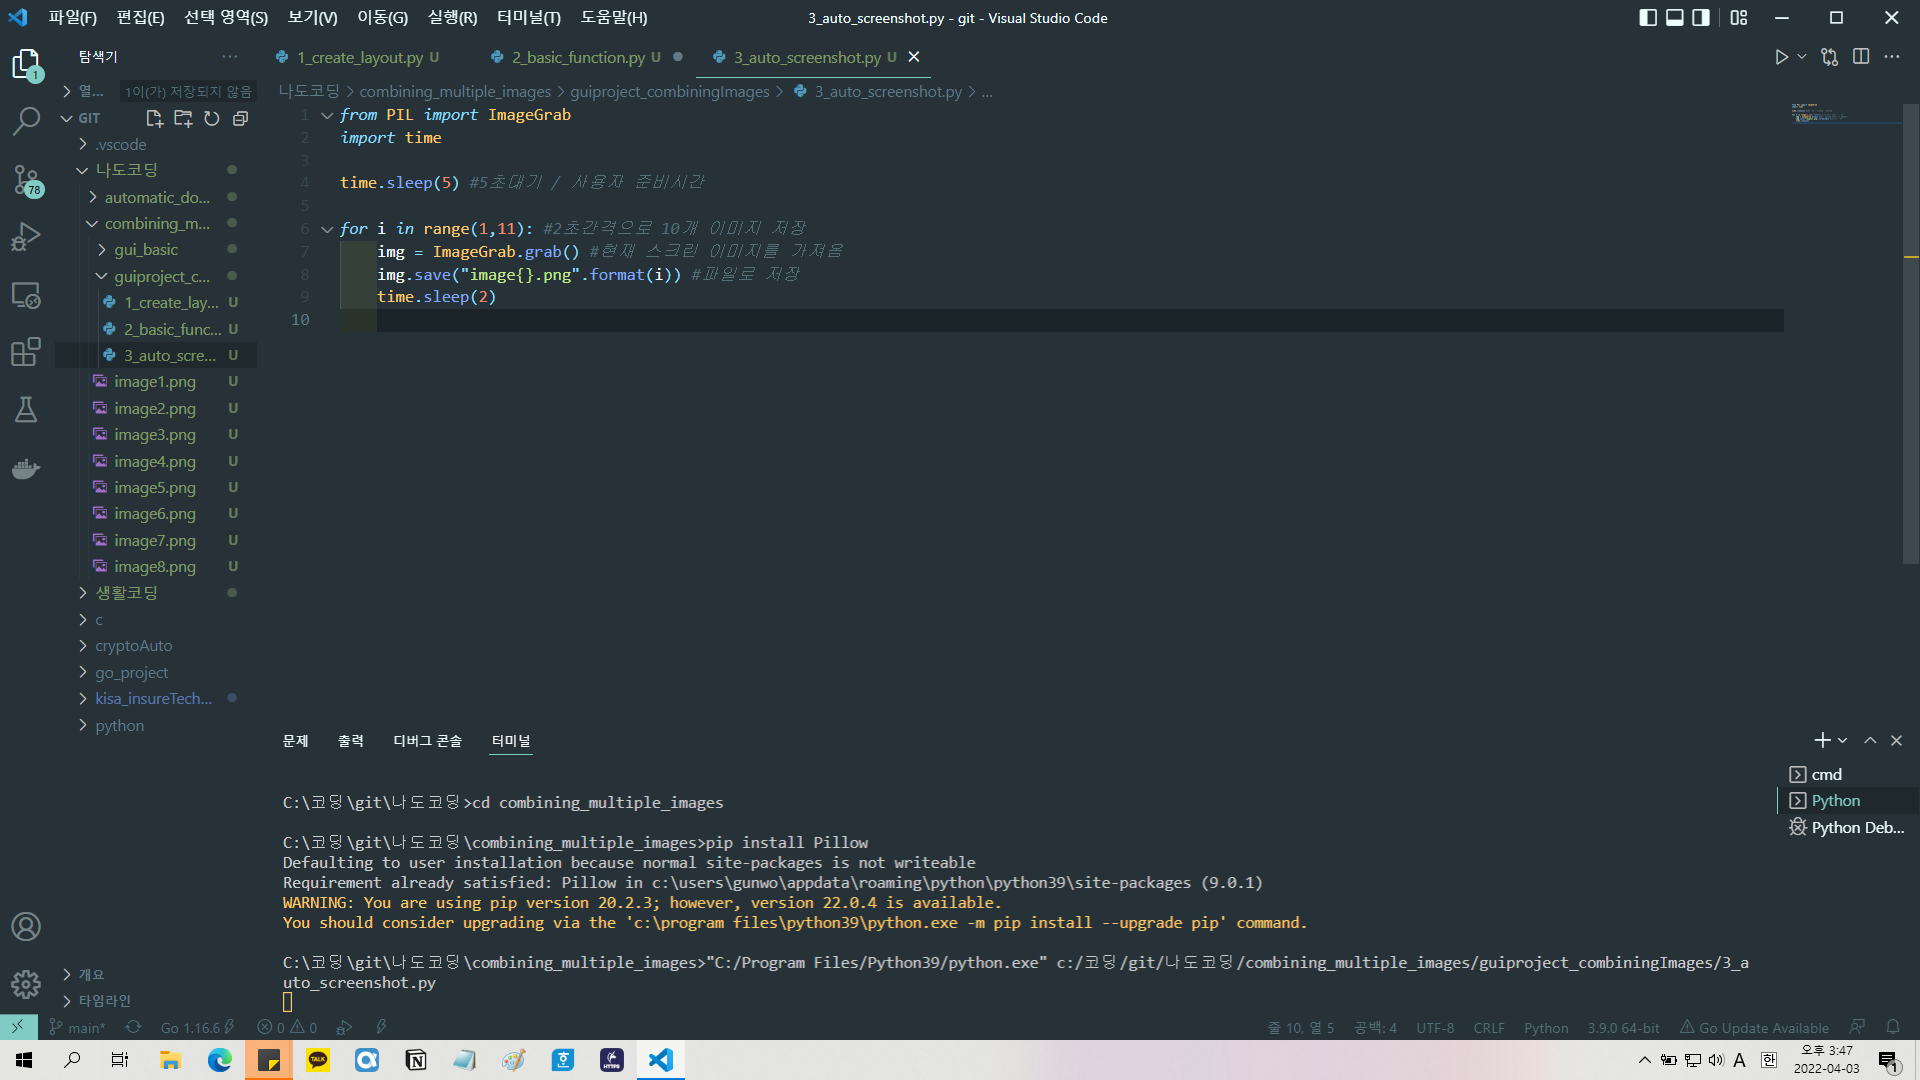 파일(F) 편집(E) 선택 영역(S) 보기(V) 이동(G) 실행(R) 터미널(T) 도움말(H)
3_auto_screenshot.py - git - Visual Studio Code
탐색기
1
열... 1이(가) 저장되지 않음
GIT
.vscode
나도코딩
78
automatic_do...
combining_m...
gui_basic
guiproject_c...
1_create_lay... U
2_basic_func... U
3_auto_scre... U
image1.png U
image2.png U
image3.png U
image4.png U
image5.png U
image6.png U
image7.png U
image8.png U
생활코딩
c
cryptoAuto
go_project
kisa_insureTech...
python
개요
타임라인
1_create_layout.py U
2_basic_function.py U
3_auto_screenshot.py U
나도코딩 > combining_multiple_images > guiproject_combiningImages > 3_auto_screenshot.py > ...
1 from PIL import ImageGrab
2 import time
3
4 time.sleep(5) #5초대기 / 사용자 준비시간
5
6 for i in range(1,11): #2초간격으로 10개 이미지 저장
7 img = ImageGrab.grab() #현재 스크린 이미지를 가져옴
8 img.save("image{}.png".format(i)) #파일로 저장
9 time.sleep(2)
10
문제 출력 디버그 콘솔 터미널
C:\코딩\git\나도코딩>cd combining_multiple_images
C:\코딩\git\나도코딩\combining_multiple_images>pip install Pillow
Defaulting to user installation because normal site-packages is not writeable
Requirement already satisfied: Pillow in c:\users\gunwo\appdata\roaming\python\python39\site-packages (9.0.1)
WARNING: You are using pip version 20.2.3; however, version 22.0.4 is available.
You should consider upgrading via the 'c:\program files\python39\python.exe -m pip install --upgrade pip' command.
C:\코딩\git\나도코딩\combining_multiple_images>"C:/Program Files/Python39/python.exe" c:/코딩/git/나도코딩/combining_multiple_images/guiproject_combiningImages/3_a
uto_screenshot.py
cmd
Python
Python Deb...
main* Go 1.16.6 0 0
줄 10, 열 5 공백: 4 UTF-8 CRLF Python 3.9.0 64-bit Go Update Available
TALK
HTTPS
A 한
오후 3:47
2022-04-03
1